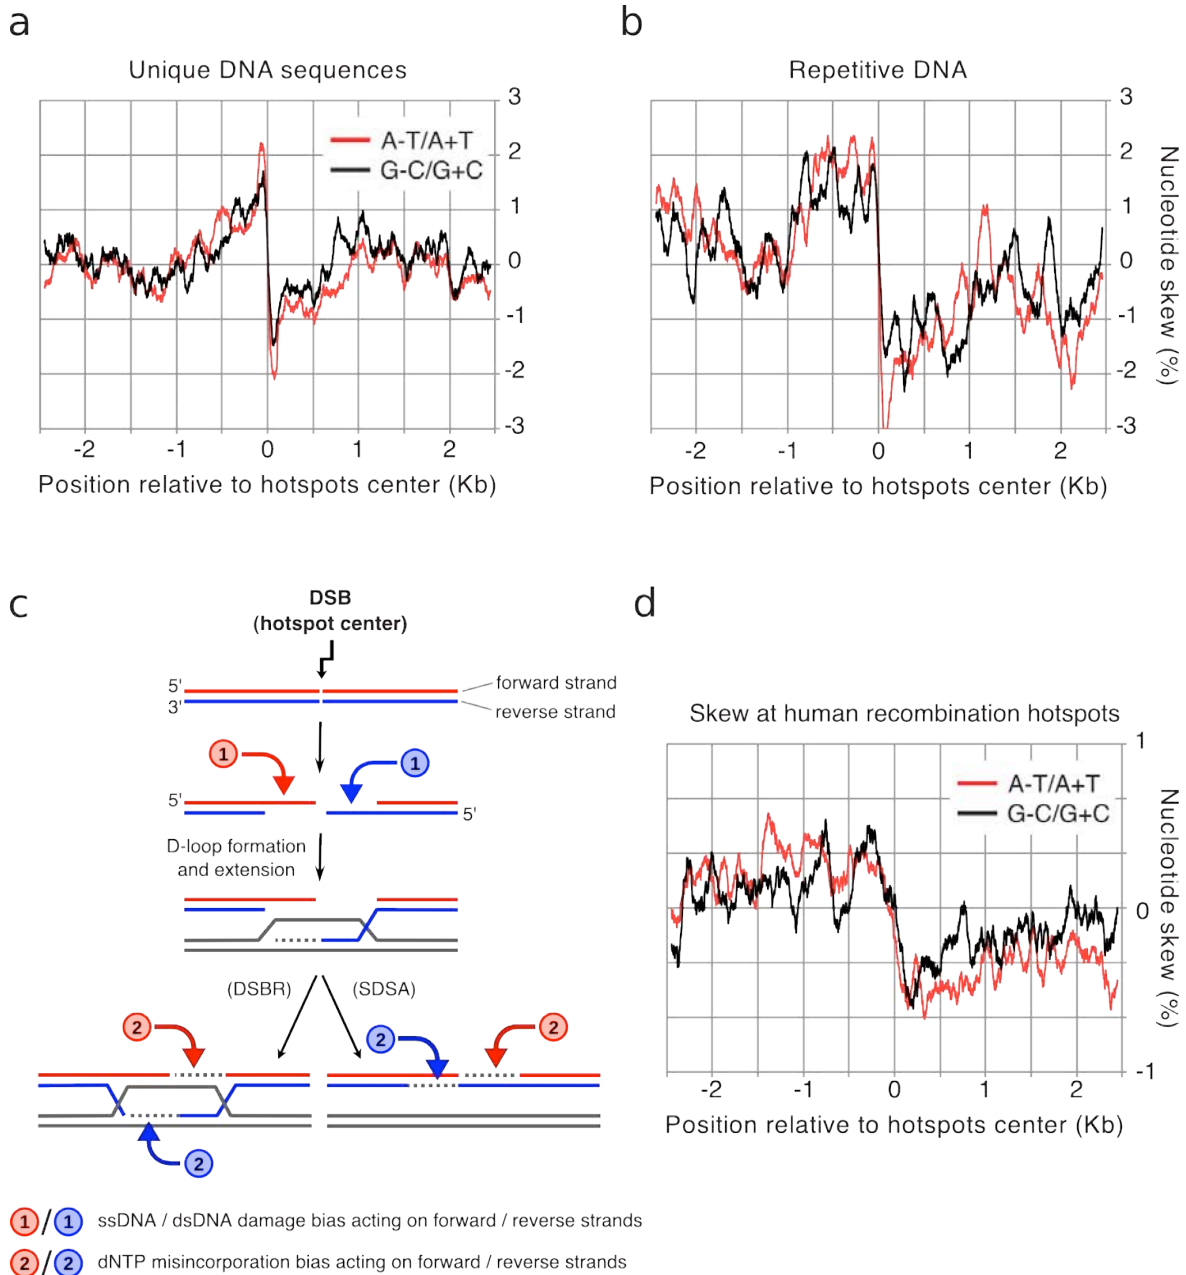 a
Unique DNA sequences
3
2
1
0
-1
-2
-3
A-T/A+T
G-C/G+C
-2 -1 0 1 2
Position relative to hotspots center (Kb)
b
Repetitive DNA
3
2
1
0
-1
-2
-3
Nucleotide skew (%)
-2 -1 0 1 2
Position relative to hotspots center (Kb)
c
DSB
(hotspot center)
5'
3'
forward strand
reverse strand
1 1
5'
5'
D-loop formation
and extension
(DSBR) (SDSA)
2 2 2
2
1/1 ssDNA / dsDNA damage bias acting on forward / reverse strands
2/2 dNTP misincorporation bias acting on forward / reverse strands
d
Skew at human recombination hotspots
1
0
-1
A-T/A+T
G-C/G+C
Nucleotide skew (%)
-2 -1 0 1 2
Position relative to hotspots center (Kb)